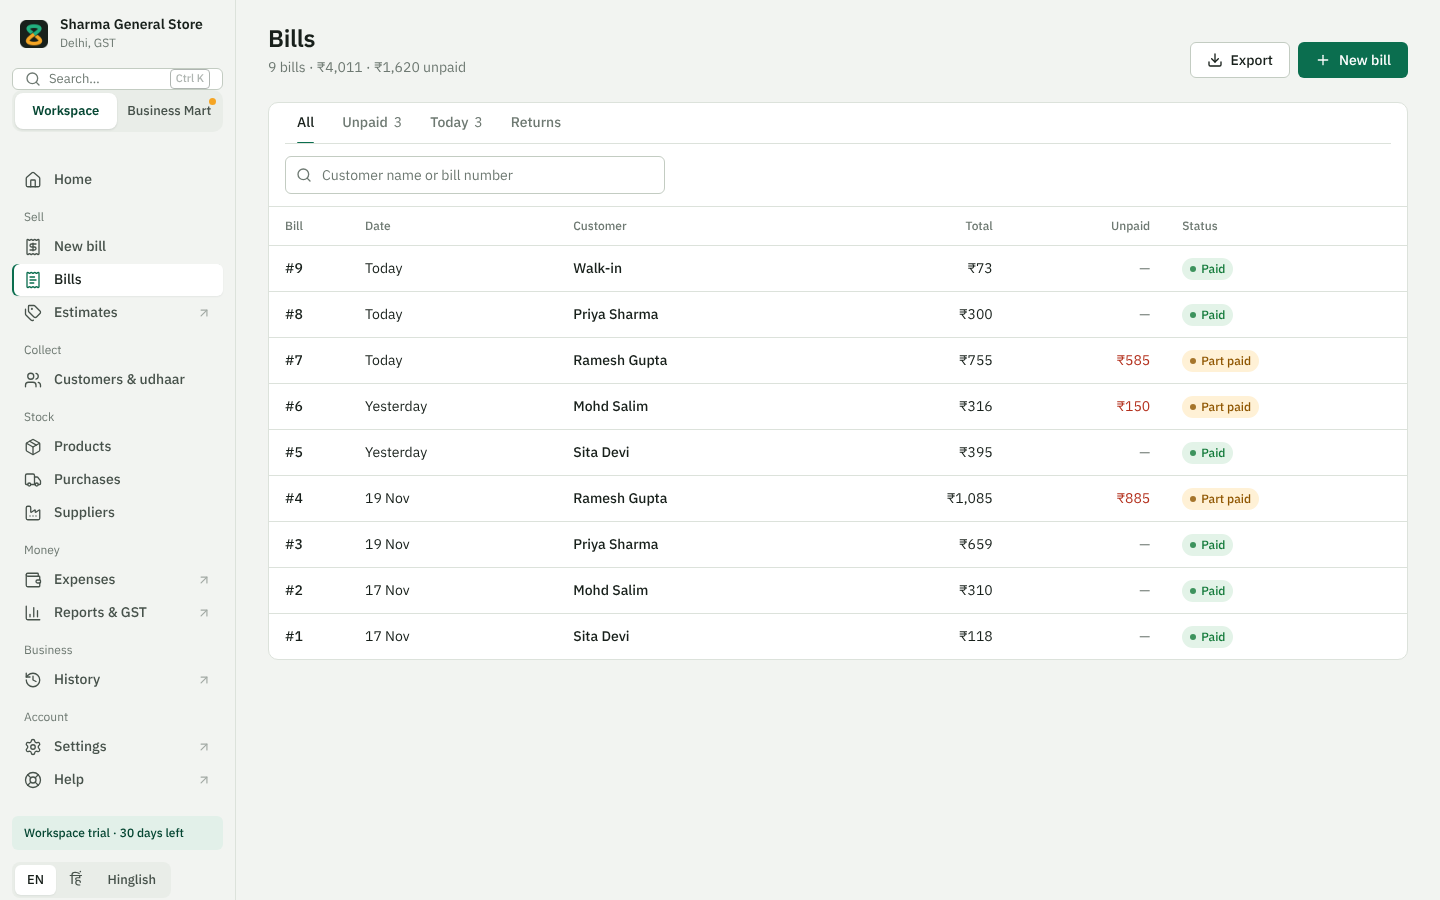 Sharma General Store
Delhi, GST
Search... Ctrl K
Workspace Business Mart
Home
Sell
New bill
Bills
Estimates
Collect
Customers & udhaar
Stock
Products
Purchases
Suppliers
Money
Expenses
Reports & GST
Business
History
Account
Settings
Help
Workspace trial · 30 days left
EN हिं Hinglish
Bills
9 bills · ₹4,011 · ₹1,620 unpaid
Export New bill
All Unpaid 3 Today 3 Returns
Customer name or bill number
Bill Date Customer Total Unpaid Status
#9 Today Walk-in ₹73 — Paid
#8 Today Priya Sharma ₹300 — Paid
#7 Today Ramesh Gupta ₹755 ₹585 Part paid
#6 Yesterday Mohd Salim ₹316 ₹150 Part paid
#5 Yesterday Sita Devi ₹395 — Paid
#4 19 Nov Ramesh Gupta ₹1,085 ₹885 Part paid
#3 19 Nov Priya Sharma ₹659 — Paid
#2 17 Nov Mohd Salim ₹310 — Paid
#1 17 Nov Sita Devi ₹118 — Paid